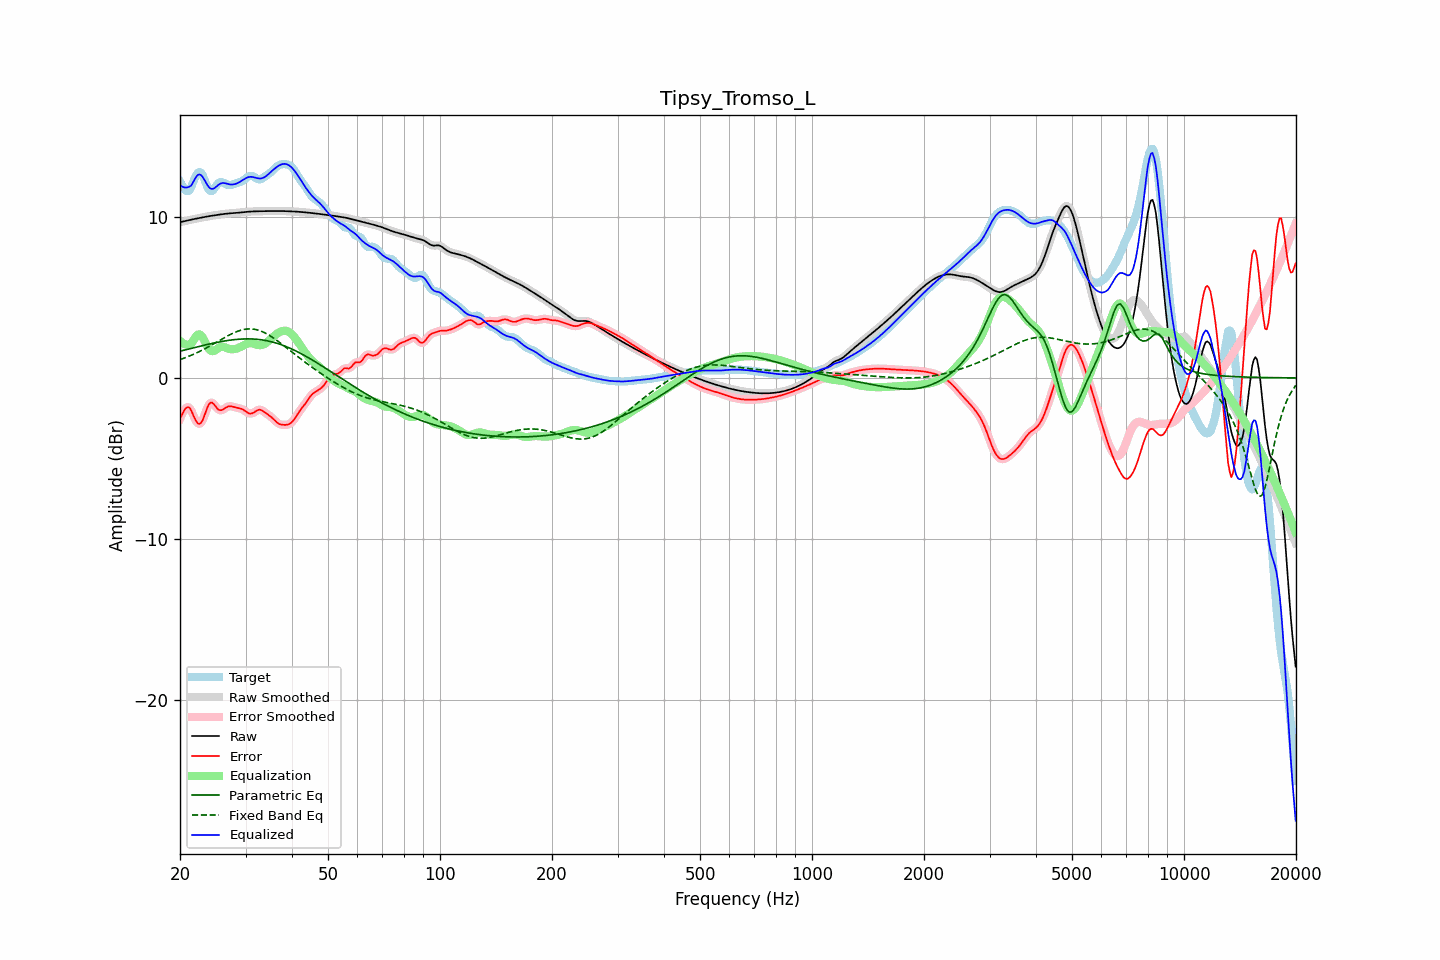 Tipsy_Tromso_L
Amplitude (dBr)
10
0
−10
−20
Target
Raw Smoothed
Error Smoothed
Raw
Error
Equalization
Parametric Eq
Fixed Band Eq
Equalized
20 50 100 200 500 1000 2000 5000 10000 20000
Frequency (Hz)